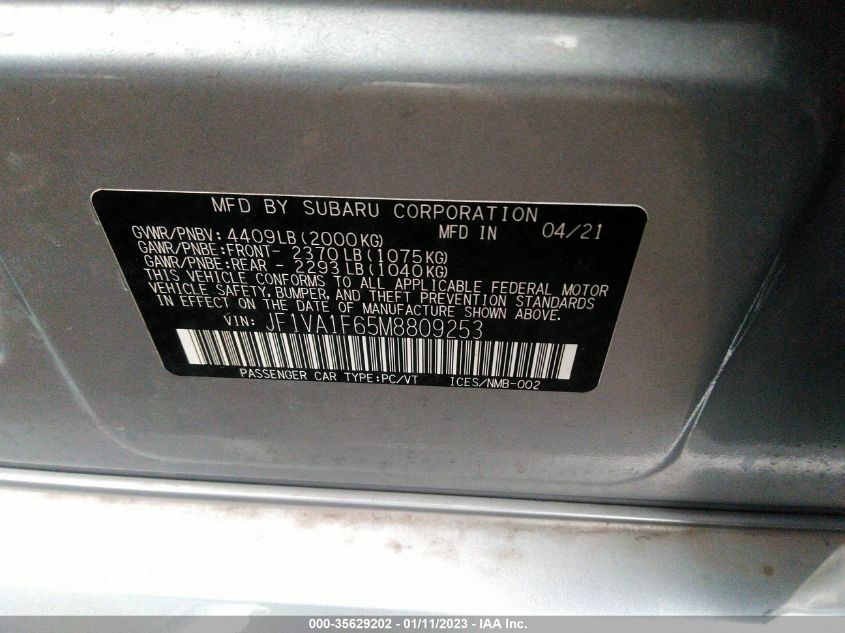 MFD BY SUBARU CORPORATION
GVWR/PNBV: 4409LB(2000KG) MFD IN 04/21
GAWR/PNBE:FRONT- 2370LB(1075KG)
GAWR/PNBE:REAR - 2293LB(1040KG)
THIS VEHICLE CONFORMS TO ALL APPLICABLE FEDERAL MOTOR
VEHICLE SAFETY, BUMPER, AND THEFT PREVENTION STANDARDS
IN EFFECT ON THE DATE OF MANUFACTURE SHOWN ABOVE.
VIN: JF1VA1F65M8809253
PASSENGER CAR TYPE:PC/VT ICES/NMB-002
000-35629202 - 01/11/2023 - IAA Inc.